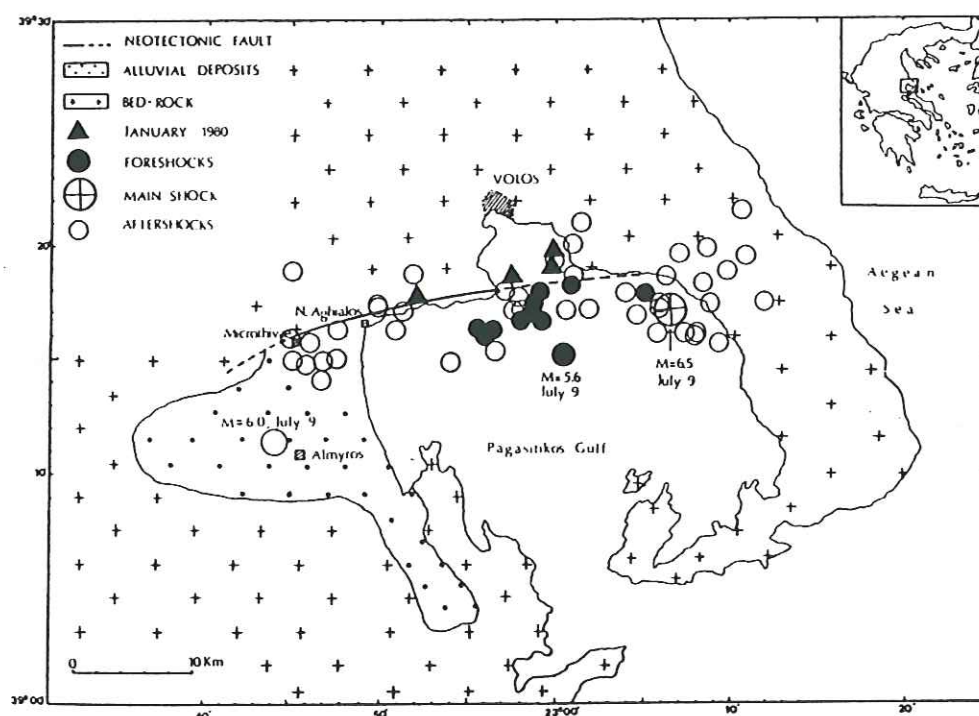 39°30
NEOTECTONIC FAULT
ALLUVIAL DEPOSITS
BED-ROCK
JANUARY 1980
FORESHOCKS
MAIN SHOCK
AFTERSHOCKS
VOLOS
20
Aegean
Sea
N. Aghialos
Microthiv
M=5.6
July 9
M=6.5
July 9
M=6.0, July 9
Almyros
Pagasitikos Gulf
10
0
10 Km
39°00
50
23°00
10
20